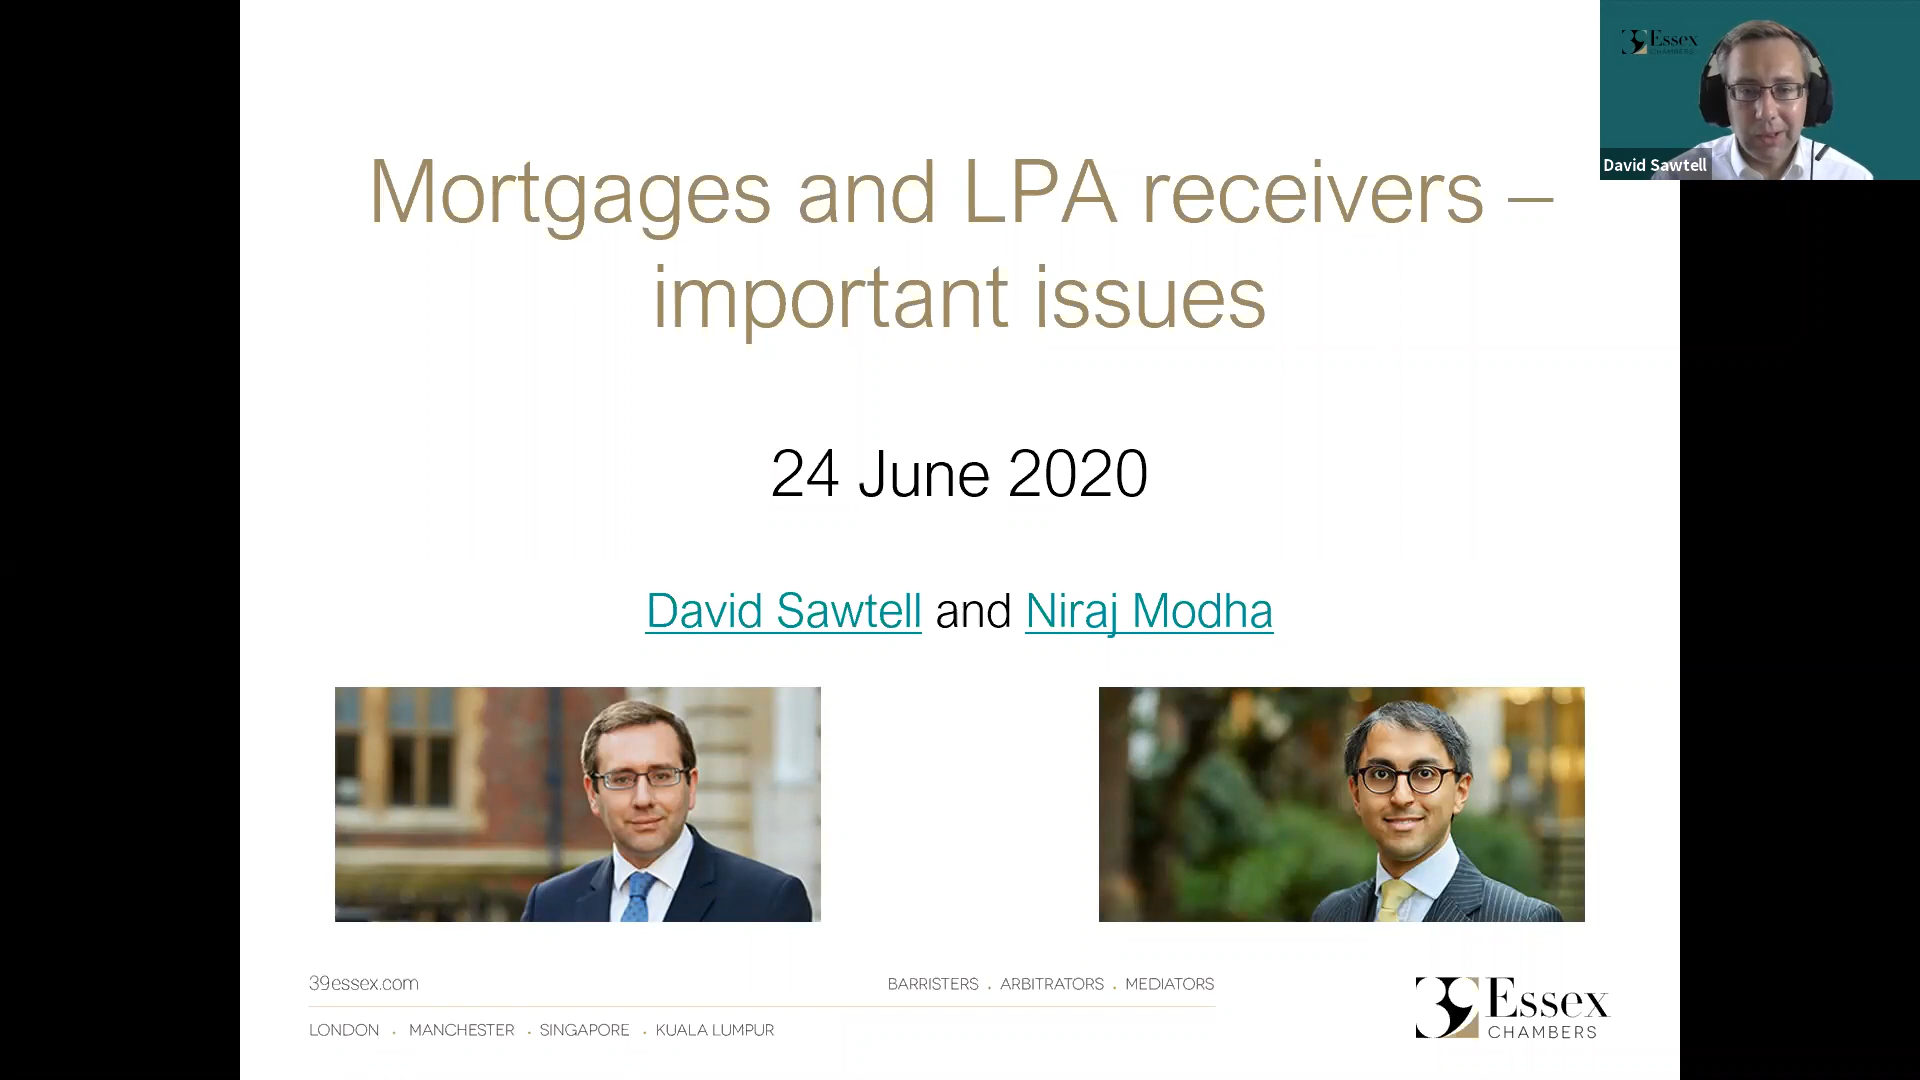 Mortgages and LPA receivers –
important issues
24 June 2020
David Sawtell and Niraj Modha
39essex.com
BARRISTERS . ARBITRATORS . MEDIATORS
LONDON . MANCHESTER . SINGAPORE . KUALA LUMPUR
39 Essex
CHAMBERS
39 Essex
CHAMBERS
David Sawtell